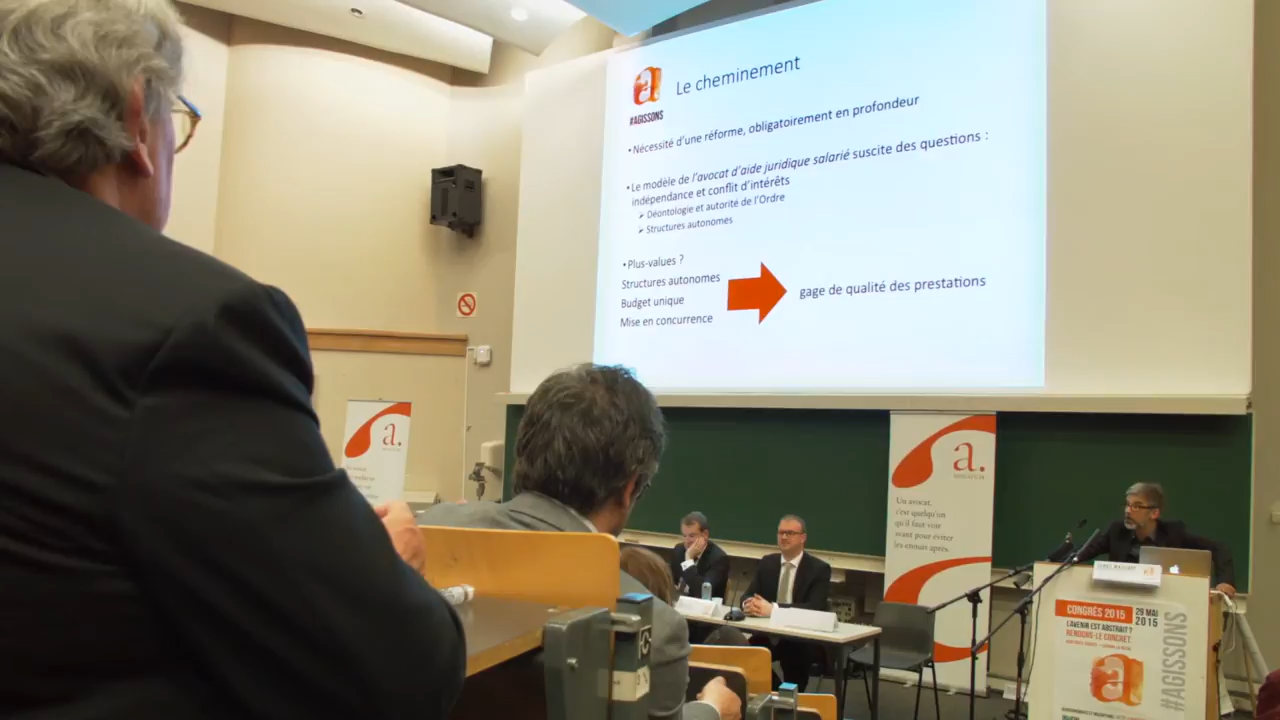 a
#AGISSONS
Le cheminement
• Nécessité d'une réforme, obligatoirement en profondeur
• Le modèle de l'avocat d'aide juridique salarié suscite des questions :
indépendance et conflit d'intérêts
➢ Déontologie et autorité de l'Ordre
➢ Structures autonomes
• Plus-values ?
Structures autonomes
Budget unique
Mise en concurrence
gage de qualité des prestations
a.
a.
Un avocat,
c'est quelqu'un
qu'il faut voir
avant pour éviter
les ennuis après.
CONGRÈS 2015
29 MAI
2015
L'AVENIR EST ABSTRAIT ?
RENDONS-LE CONCRET.
a
#AGISSONS